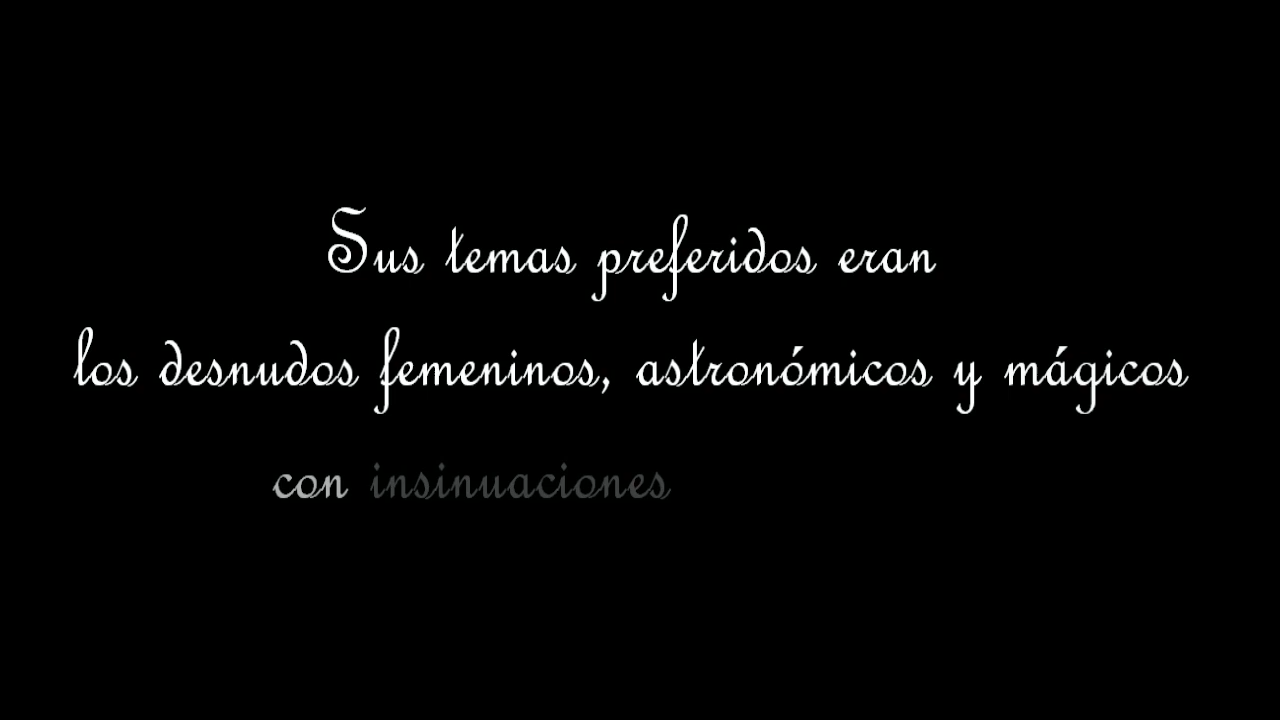 Sus temas preferidos eran
los desnudos femeninos, astronómicos y mágicos
con insinuaciones